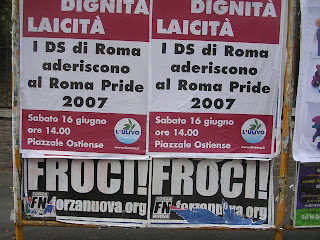 DIGNITÀ
LAICITÀ
I DS di Roma
aderiscono
al Roma Pride
2007
Sabato 16 giugno
ore 14.00
Piazzale Ostiense
L'ULIVO
DIGNITÀ
LAICITÀ
I DS di Roma
aderiscono
al Roma Pride
2007
Sabato 16 giugno
ore 14.00
Piazzale Ostiense
L'ULIVO
FROCI!
FORZA
FN
NUOVA
forzanuova.org
FROCI!
FN
forzanuova.org